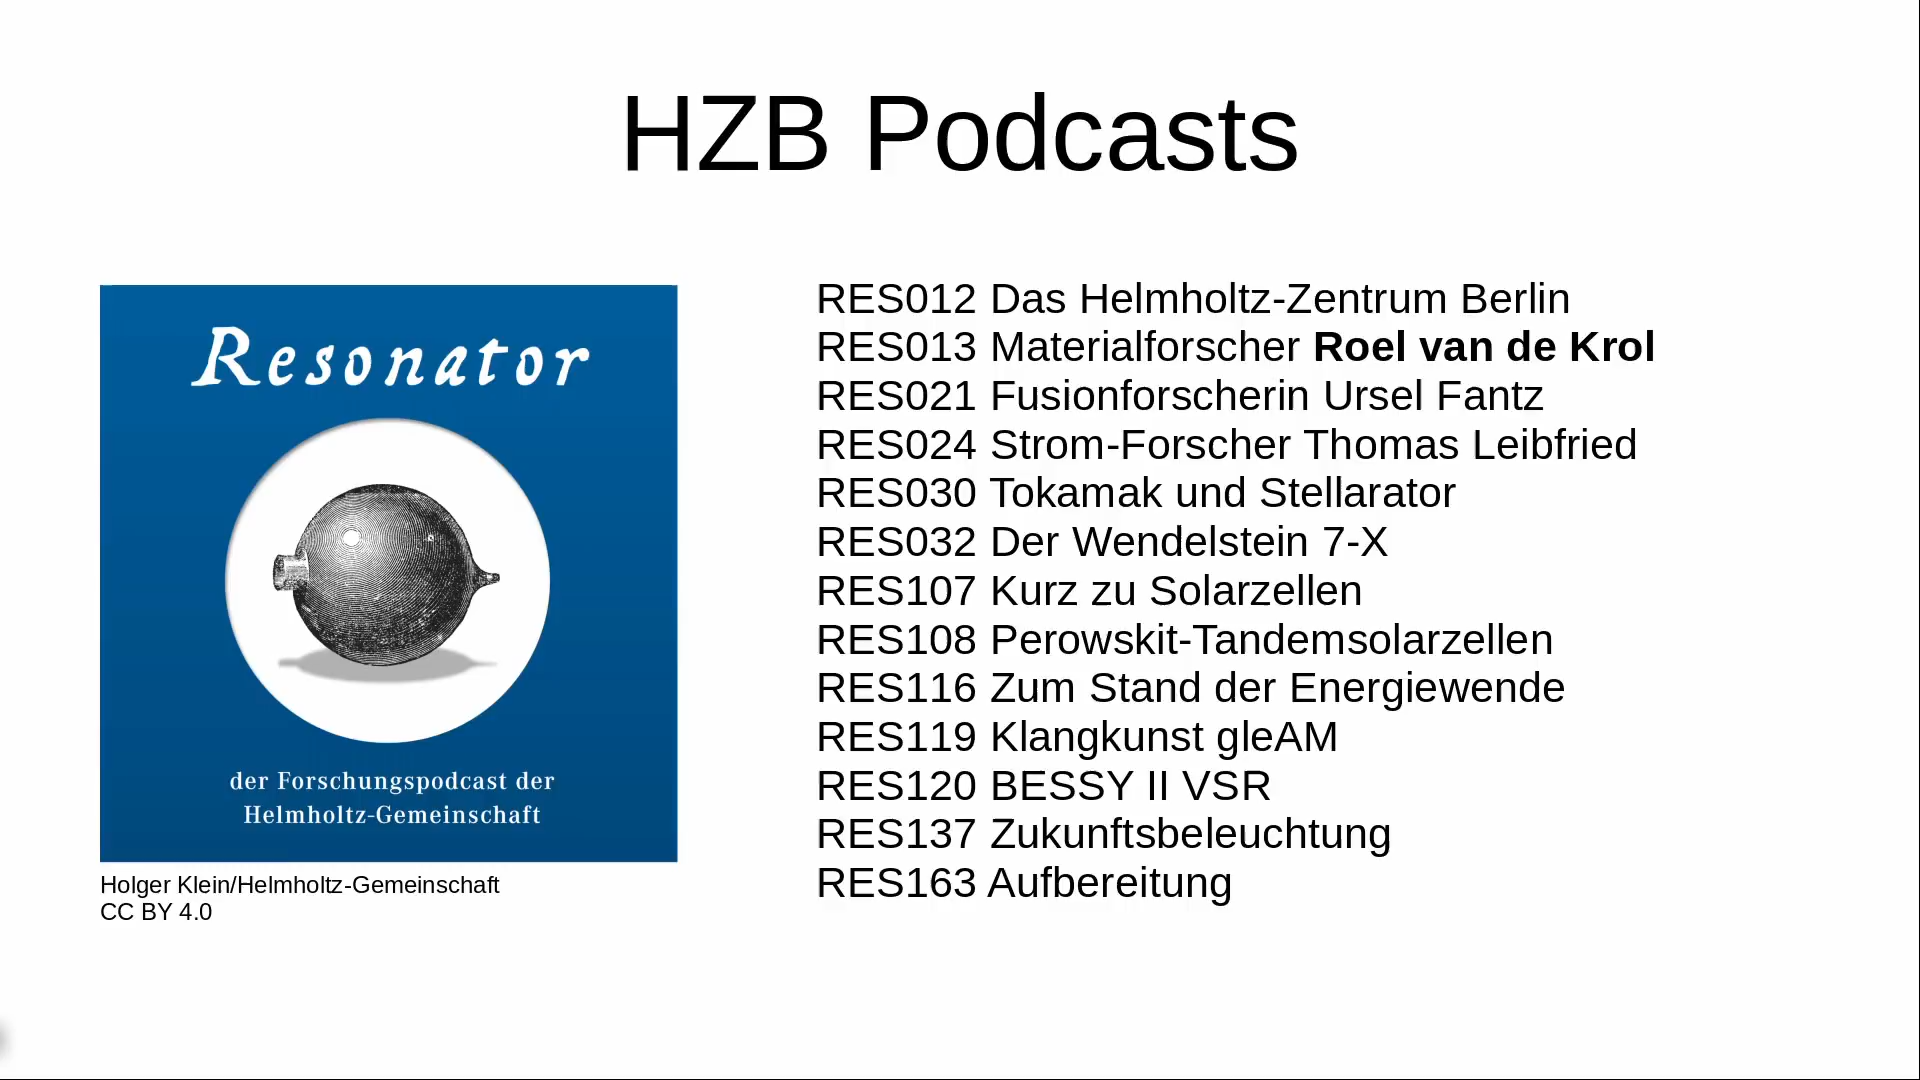 HZB Podcasts
Resonator
der Forschungspodcast der
Helmholtz-Gemeinschaft
Holger Klein/Helmholtz-Gemeinschaft
CC BY 4.0
RES012 Das Helmholtz-Zentrum Berlin
RES013 Materialforscher Roel van de Krol
RES021 Fusionforscherin Ursel Fantz
RES024 Strom-Forscher Thomas Leibfried
RES030 Tokamak und Stellarator
RES032 Der Wendelstein 7-X
RES107 Kurz zu Solarzellen
RES108 Perowskit-Tandemsolarzellen
RES116 Zum Stand der Energiewende
RES119 Klangkunst gleAM
RES120 BESSY II VSR
RES137 Zukunftsbeleuchtung
RES163 Aufbereitung